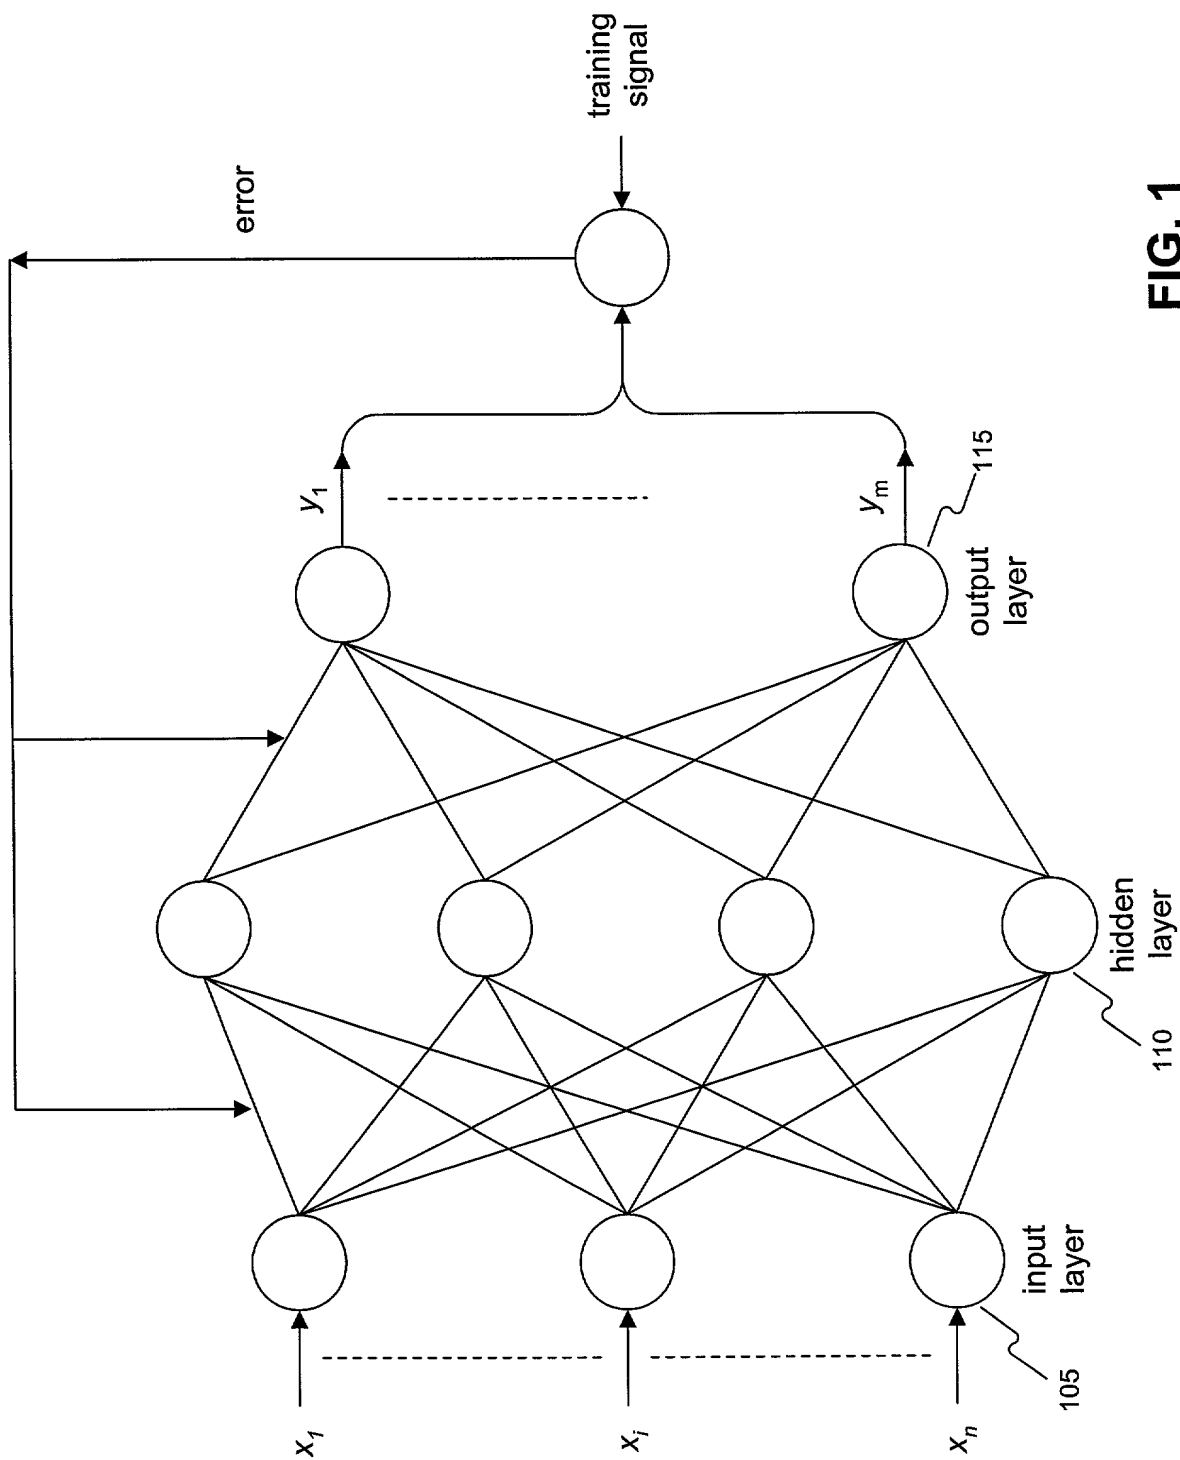 error
training
signal
y1
ym
115
output
layer
hidden
layer
110
input
layer
105
x1
xi
xn
FIG. 1